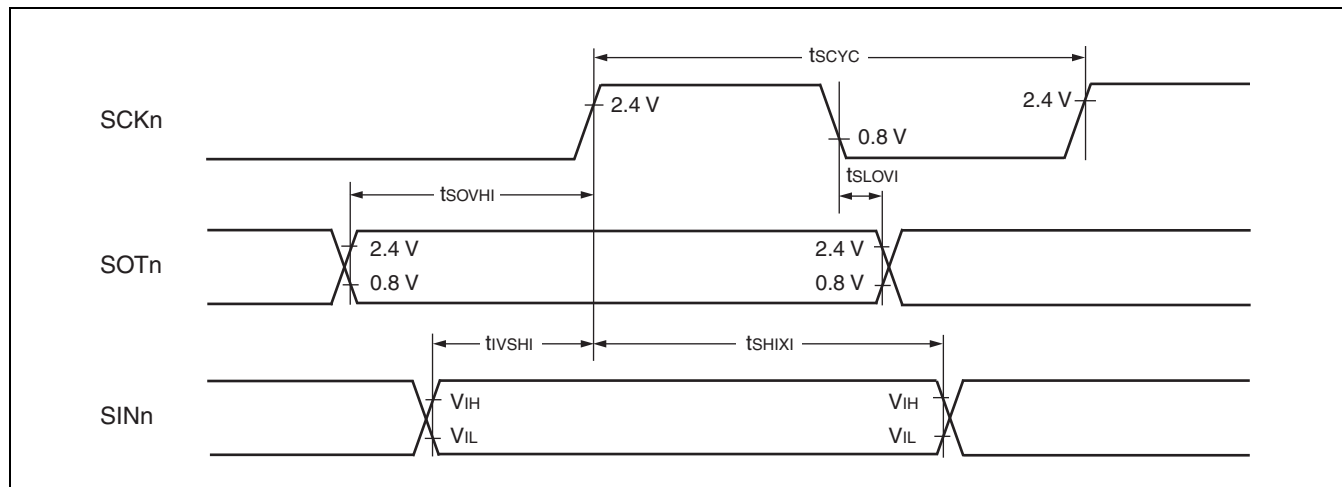 tSCYC
SCKn
2.4 V
2.4 V
0.8 V
tSOVHI
tSLOVI
SOTn
2.4 V
2.4 V
0.8 V
0.8 V
tIVSHI
tSHIXI
SINn
VIH
VIH
VIL
VIL